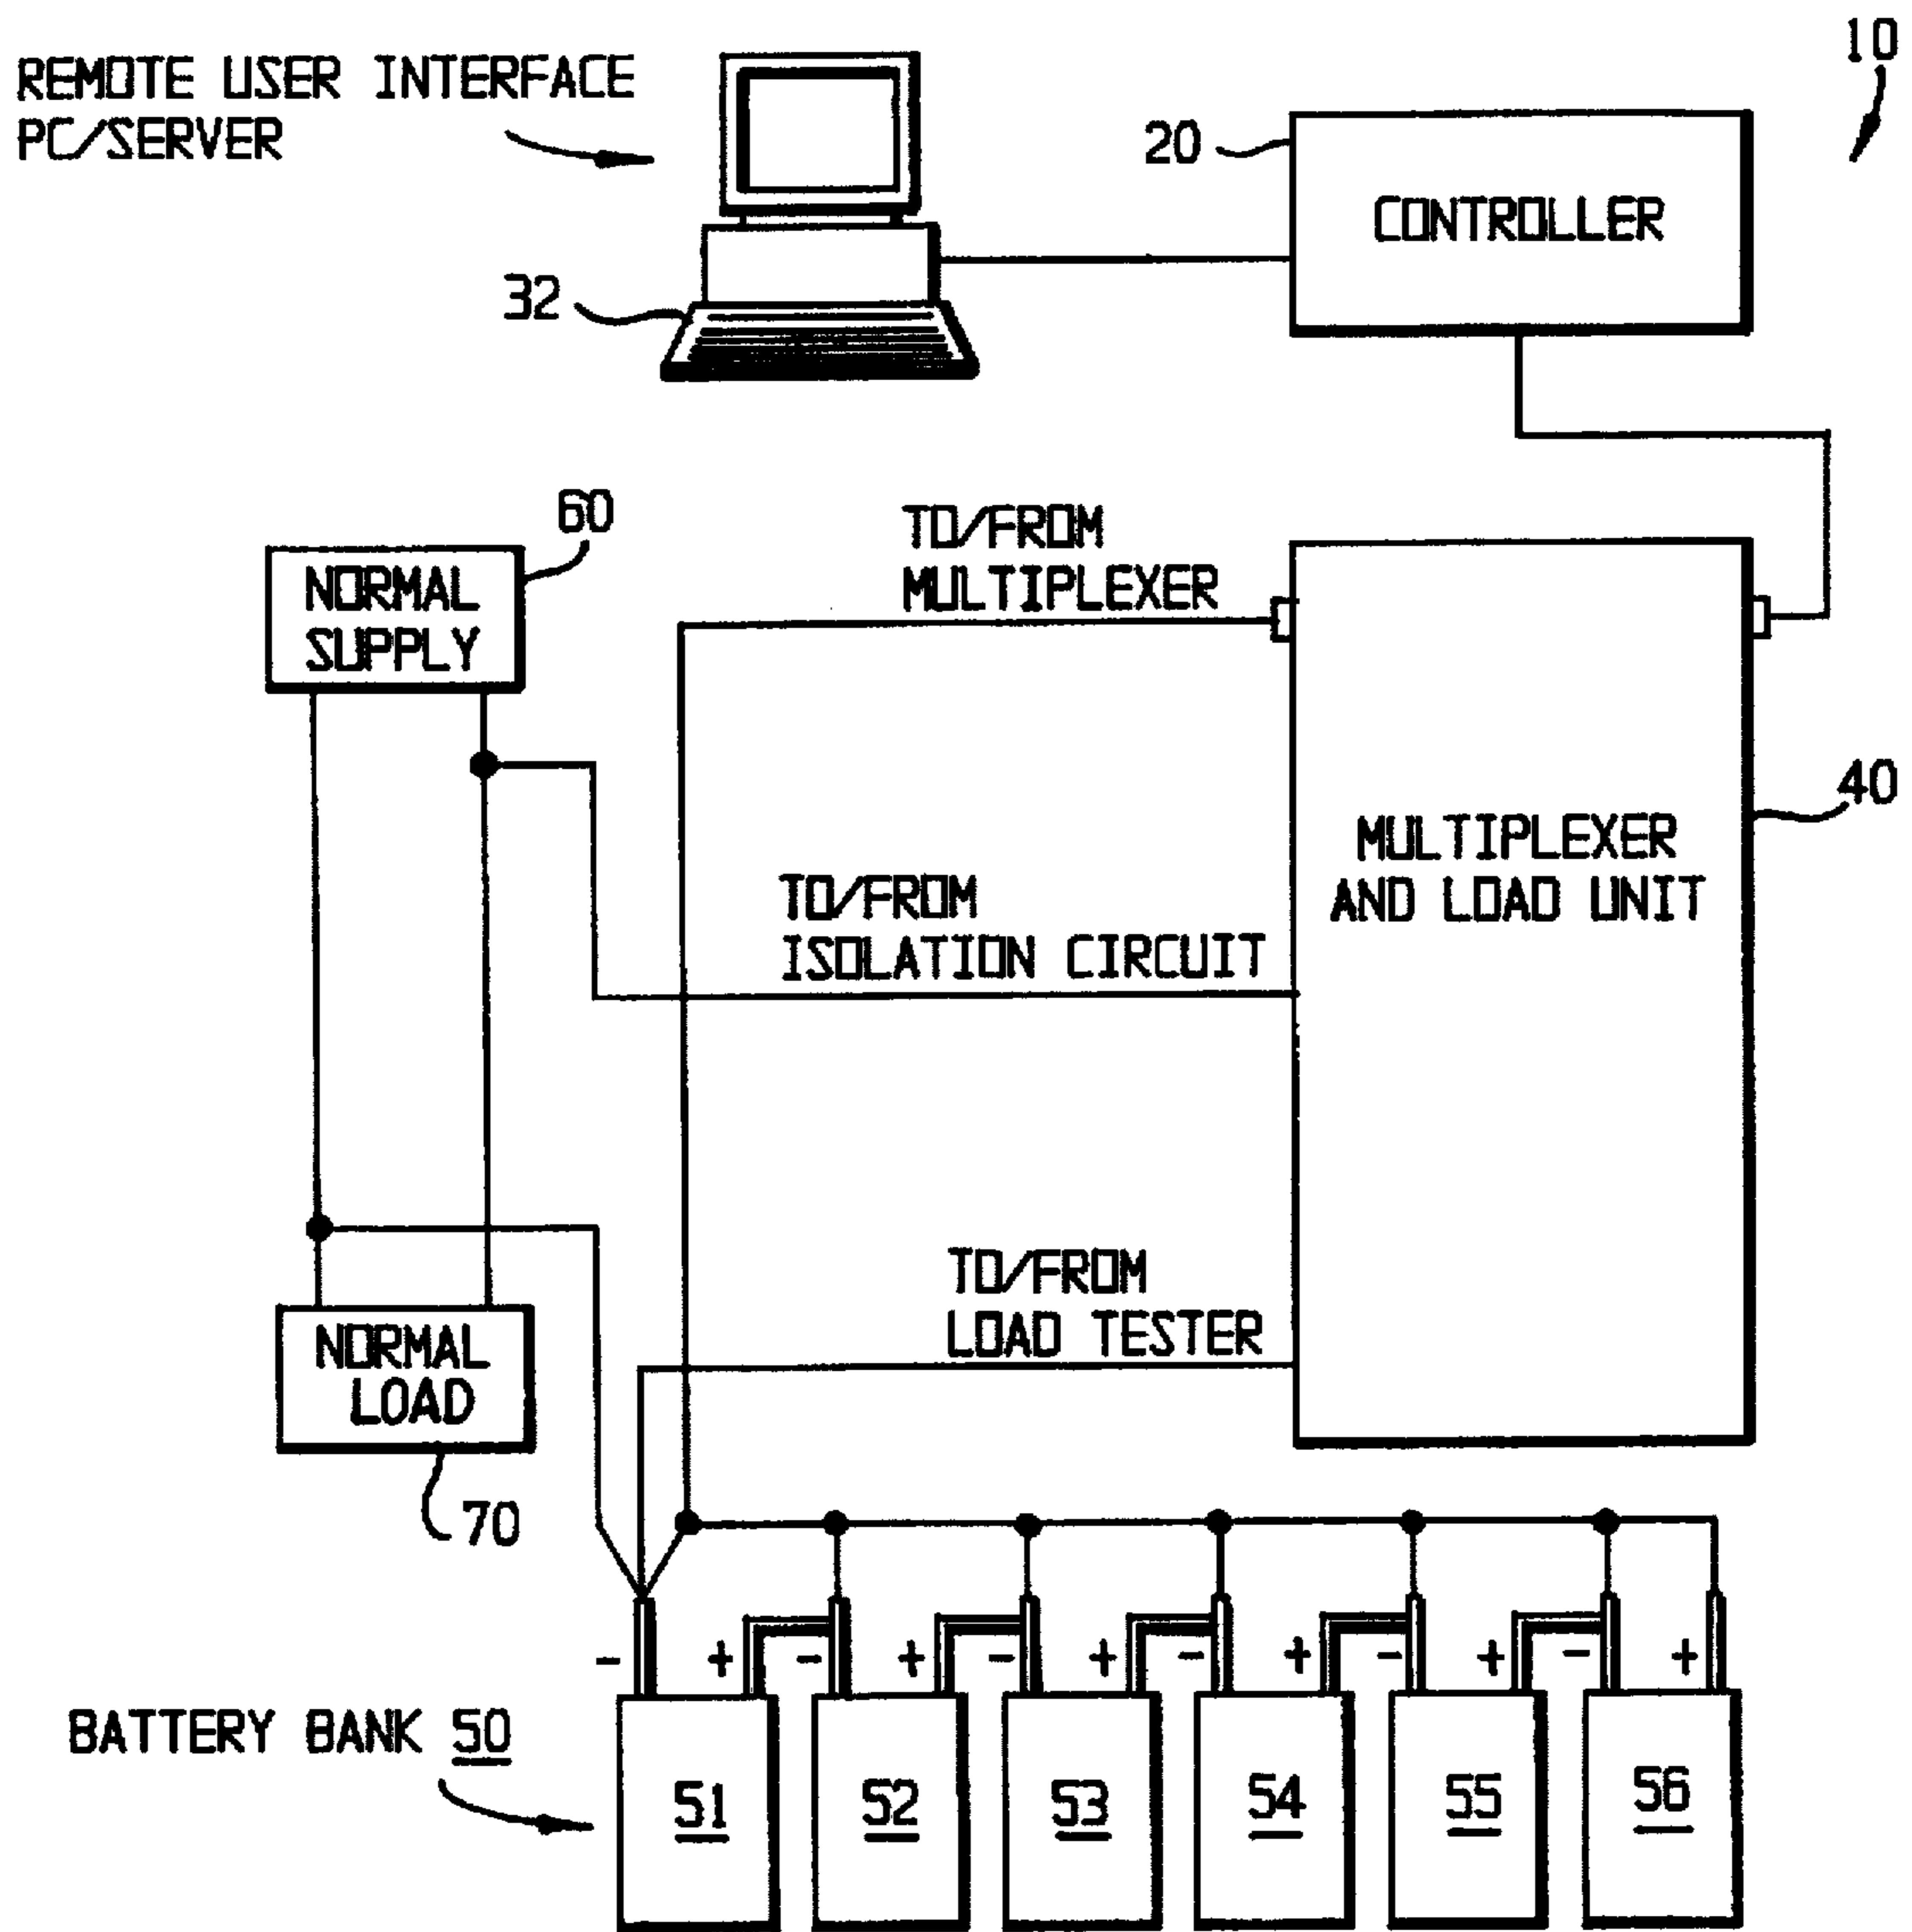 10
REMOTE USER INTERFACE
PC/SERVER
20
CONTROLLER
32
60
NORMAL
SUPPLY
TO/FROM
MULTIPLEXER
40
MULTIPLEXER
AND LOAD UNIT
TO/FROM
ISOLATION CIRCUIT
TO/FROM
LOAD TESTER
NORMAL
LOAD
70
- + - + - + - + - + - +
BATTERY BANK 50
51 52 53 54 55 56